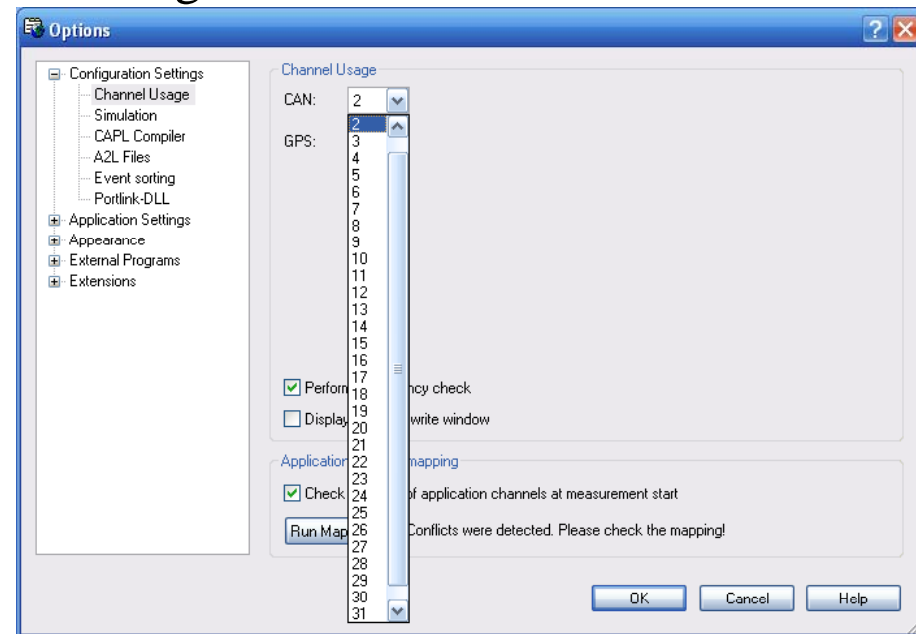 Options
Configuration Settings
Channel Usage
Simulation
CAPL Compiler
A2L Files
Event sorting
Portlink-DLL
Application Settings
Appearance
External Programs
Extensions
Channel Usage
CAN: 2
GPS:
2
3
4
5
6
7
8
9
10
11
12
13
14
15
16
17
18
19
20
21
22
23
24
25
26
27
28
29
30
31
check
write window
Application mapping
Check of application channels at measurement start
Run Conflicts were detected. Please check the mapping!
OK Cancel Help